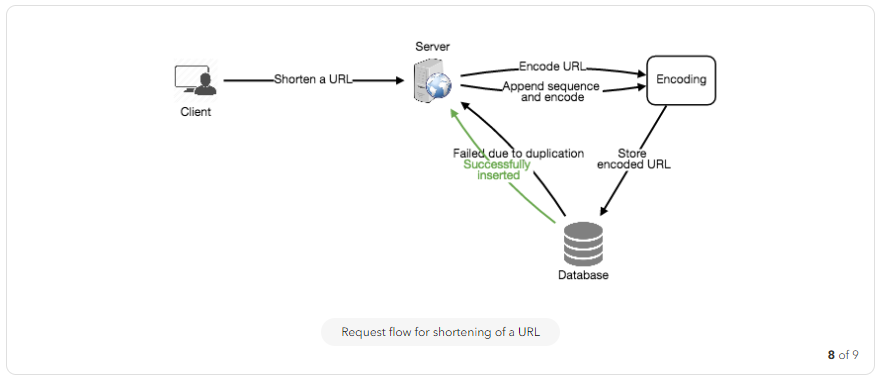 Server
Shorten a URL
Encode URL
Append sequence
and encode
Encoding
Client
Failed due to duplication
Successfully
inserted
Store
encoded URL
Database
Request flow for shortening of a URL
8 of 9